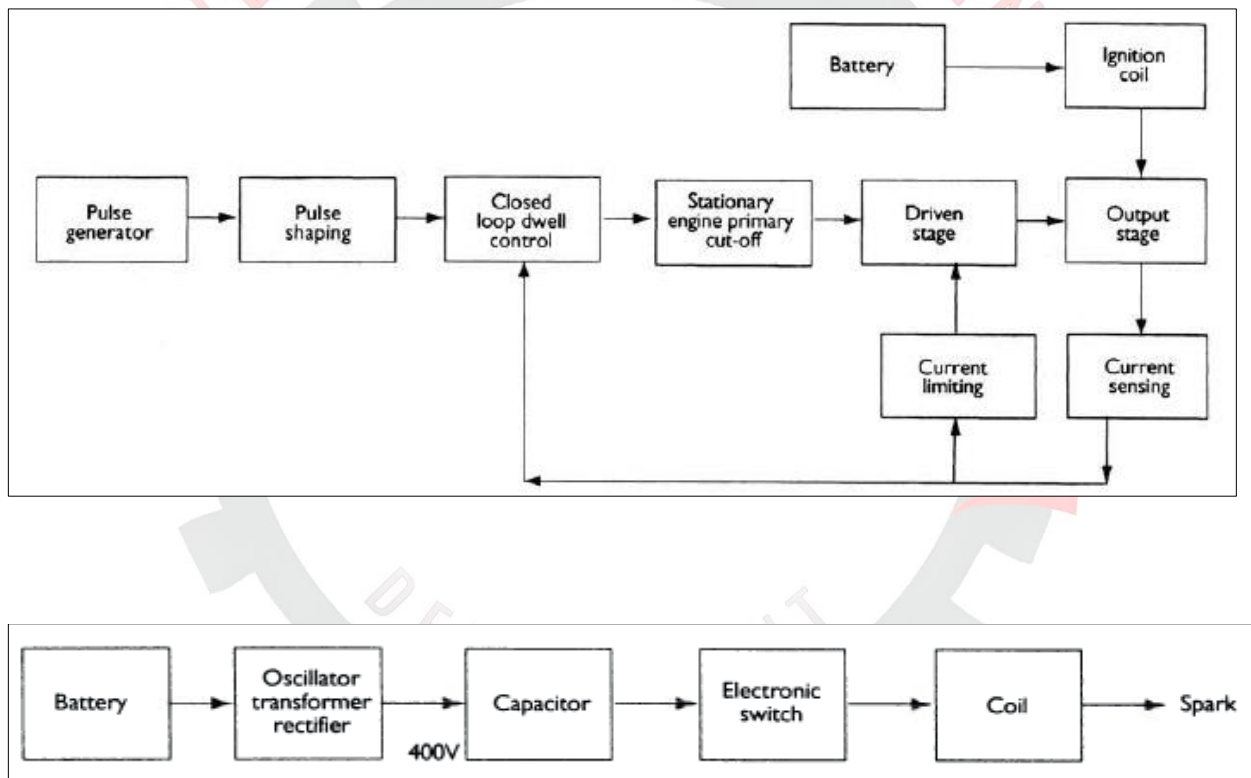 Battery
Ignition
coil
Pulse
generator
Pulse
shaping
Closed
loop dwell
control
Stationary
engine primary
cut-off
Driven
stage
Output
stage
Current
limiting
Current
sensing
Battery
Oscillator
transformer
rectifier
400V
Capacitor
Electronic
switch
Coil
Spark